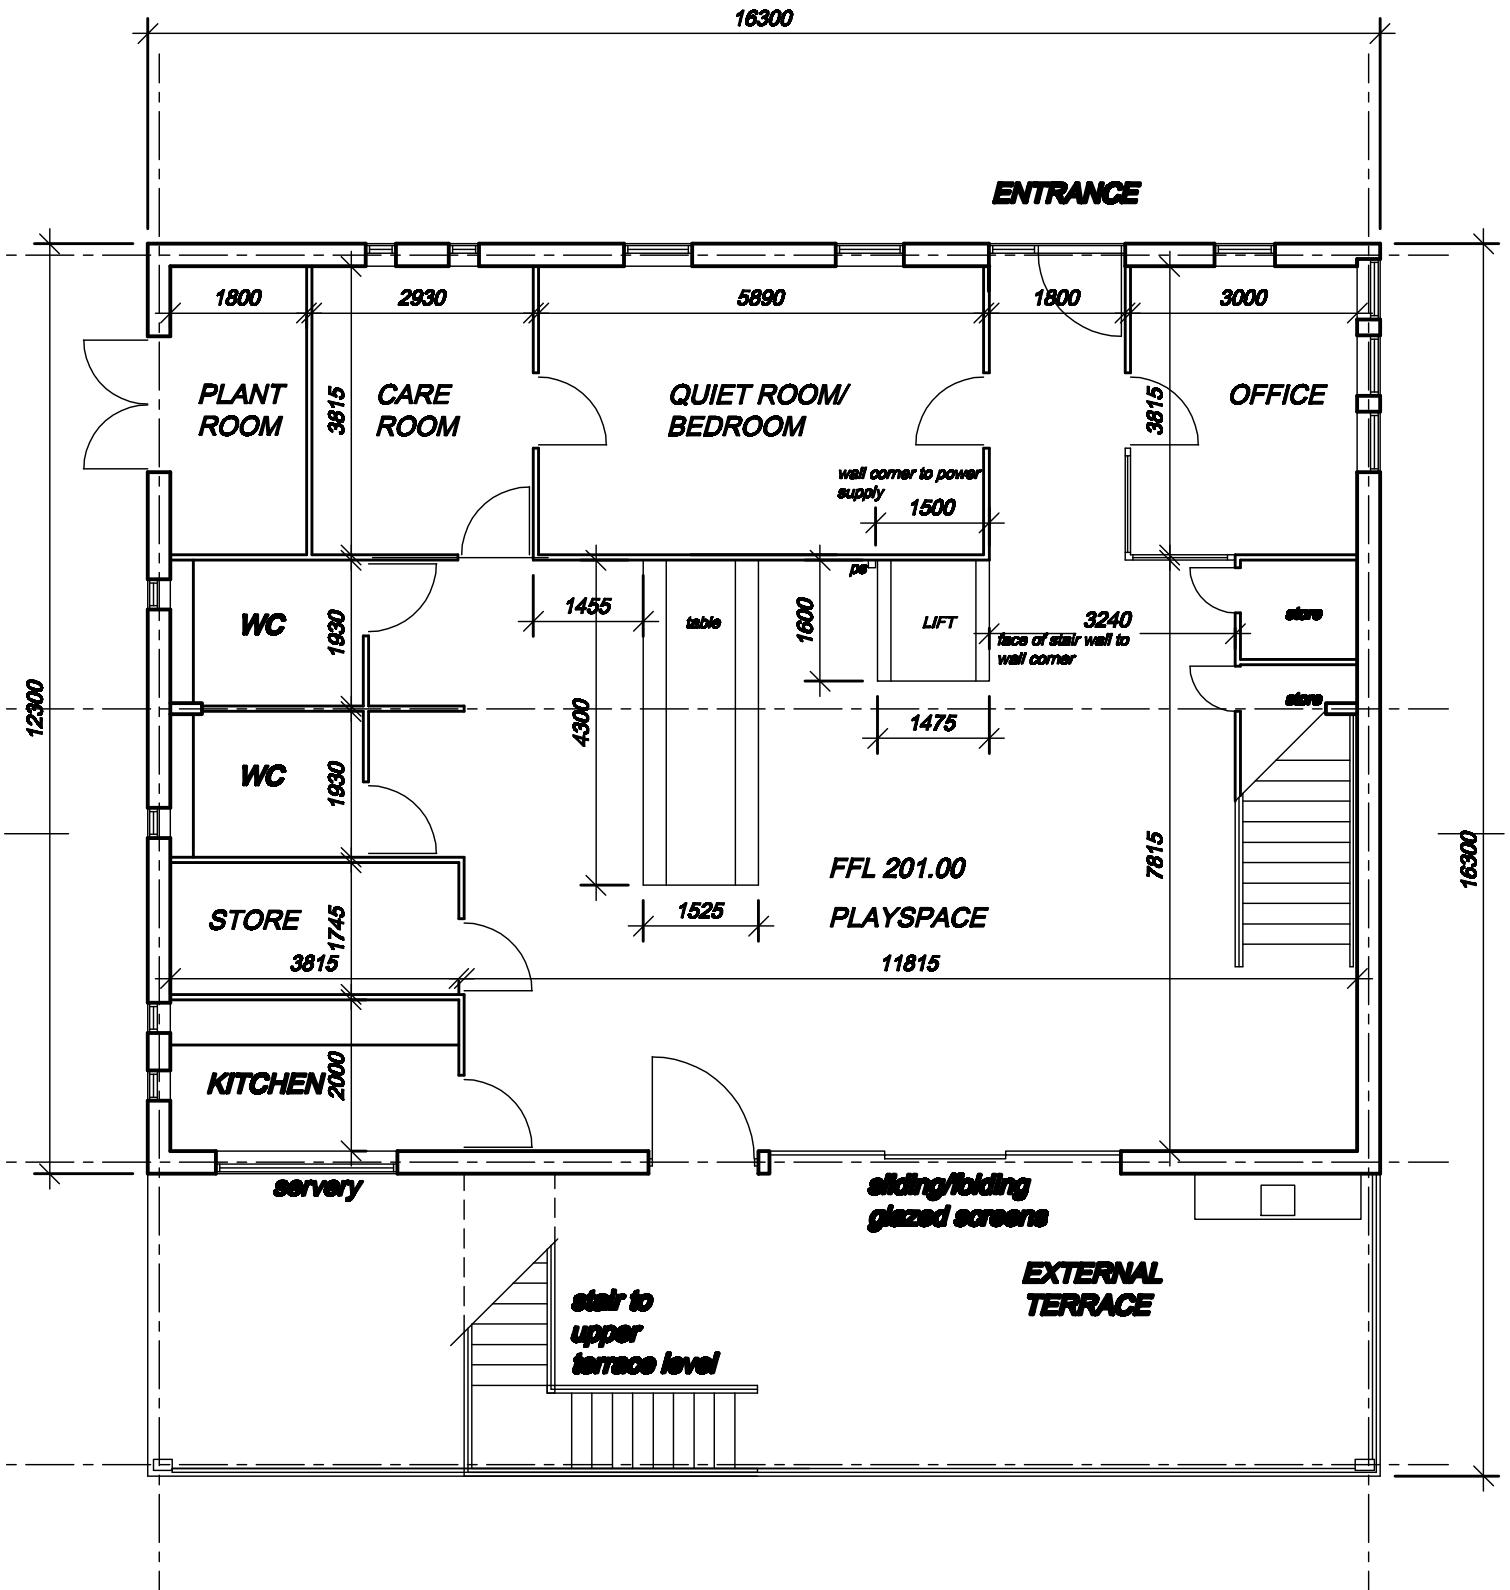 16300
ENTRANCE
1800
2930
5890
1800
3000
PLANT
ROOM
CARE
ROOM
3815
QUIET ROOM/
BEDROOM
3815
OFFICE
wall corner to power
supply
1500
ps
WC
1930
1455
table
1600
LIFT
3240
face of stair wall to
wall corner
store
12300
4300
1475
store
WC
1930
7815
16300
FFL 201.00
PLAYSPACE
STORE
1745
1525
3815
11815
KITCHEN
2000
servery
sliding/folding
glazed screens
EXTERNAL
TERRACE
stair to
upper
terrace level